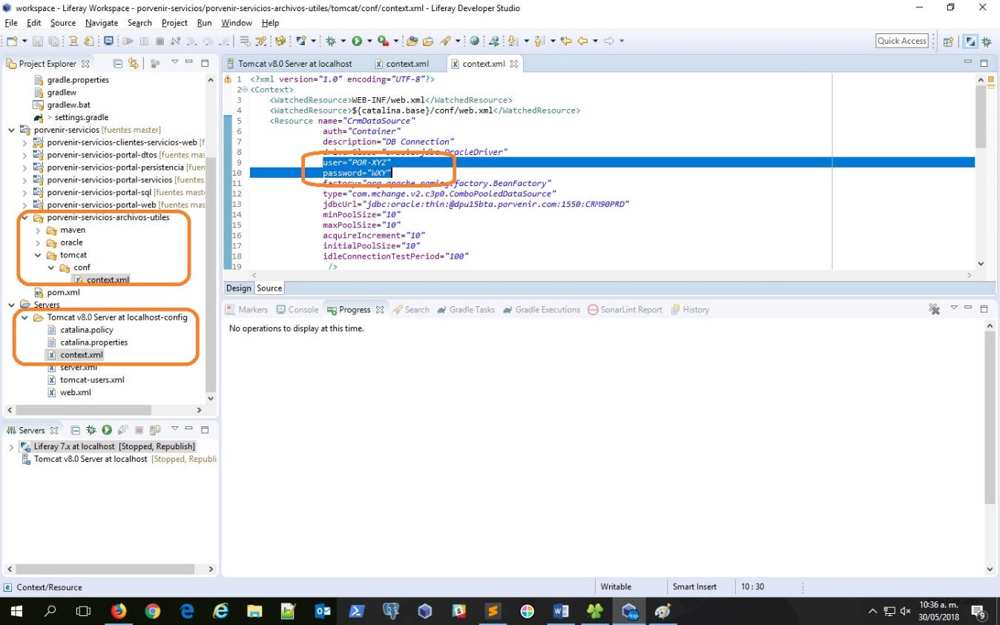 workspace - Liferay Workspace - porvenir-servicios/porvenir-servicios-archivos-utiles/tomcat/conf/context.xml - Liferay Developer Studio
File Edit Source Navigate Search Project Run Window Help
Quick Access
Project Explorer
gradle.properties
gradlew
gradlew.bat
> settings.gradle
porvenir-servicios [fuentes master]
porvenir-servicios-clientes-servicios-web [f
porvenir-servicios-portal-dtos [fuentes mas
porvenir-servicios-portal-persistencia [fuen
porvenir-servicios-portal-servicios [fuentes
porvenir-servicios-portal-sql [fuentes maste
porvenir-servicios-portal-web [fuentes mas
porvenir-servicios-archivos-utiles
maven
oracle
tomcat
conf
context.xml
pom.xml
Servers
Tomcat v8.0 Server at localhost-config
catalina.policy
catalina.properties
context.xml
server.xml
tomcat-users.xml
web.xml
Servers
Liferay 7.x at localhost [Stopped, Republish]
Tomcat v8.0 Server at localhost [Stopped, Republi
Tomcat v8.0 Server at localhost context.xml context.xml
1 <?xml version="1.0" encoding="UTF-8"?>
2 <Context>
3 <WatchedResource>WEB-INF/web.xml</WatchedResource>
4 <WatchedResource>${catalina.base}/conf/web.xml</WatchedResource>
5 <Resource name="CrmDataSource"
6 auth="Container"
7 description="DB Connection"
8 driverClass="oracle.jdbc.OracleDriver"
9 user="POR-XYZ"
10 password="WXY"
11 factory="org.apache.naming.factory.BeanFactory"
12 type="com.mchange.v2.c3p0.ComboPooledDataSource"
13 jdbcUrl="jdbc:oracle:thin:@dpu15bta.porvenir.com:1550:CRM90PRD"
14 minPoolSize="10"
15 maxPoolSize="10"
16 acquireIncrement="10"
17 initialPoolSize="10"
18 idleConnectionTestPeriod="100"
19 />
Design Source
Markers Console Progress Search Gradle Tasks Gradle Executions SonarLint Report History
No operations to display at this time.
Context/Resource Writable Smart Insert 10 : 30
10:36 a. m.
30/05/2018